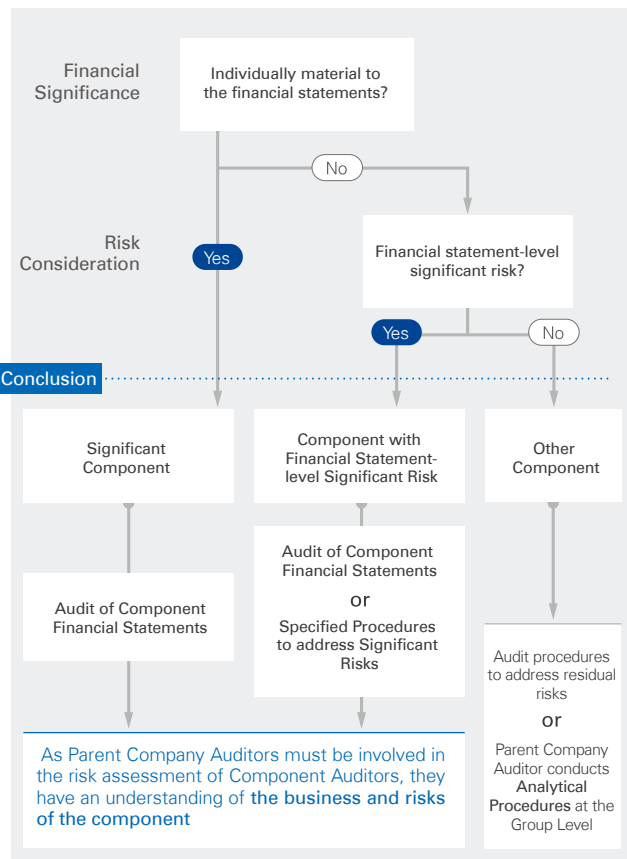 Financial
Significance
Individually material to
the financial statements?
No
Risk
Consideration
Yes
Financial statement-level
significant risk?
Yes
No
Conclusion
Significant
Component
Component with
Financial Statement-
level Significant Risk
Other
Component
Audit of Component
Financial Statements
Audit of Component
Financial Statements
or
Specified Procedures
to address Significant
Risks
Audit procedures
to address residual
risks
or
Parent Company
Auditor conducts
Analytical
Procedures at the
Group Level
As Parent Company Auditors must be involved in
the risk assessment of Component Auditors, they
have an understanding of the business and risks
of the component